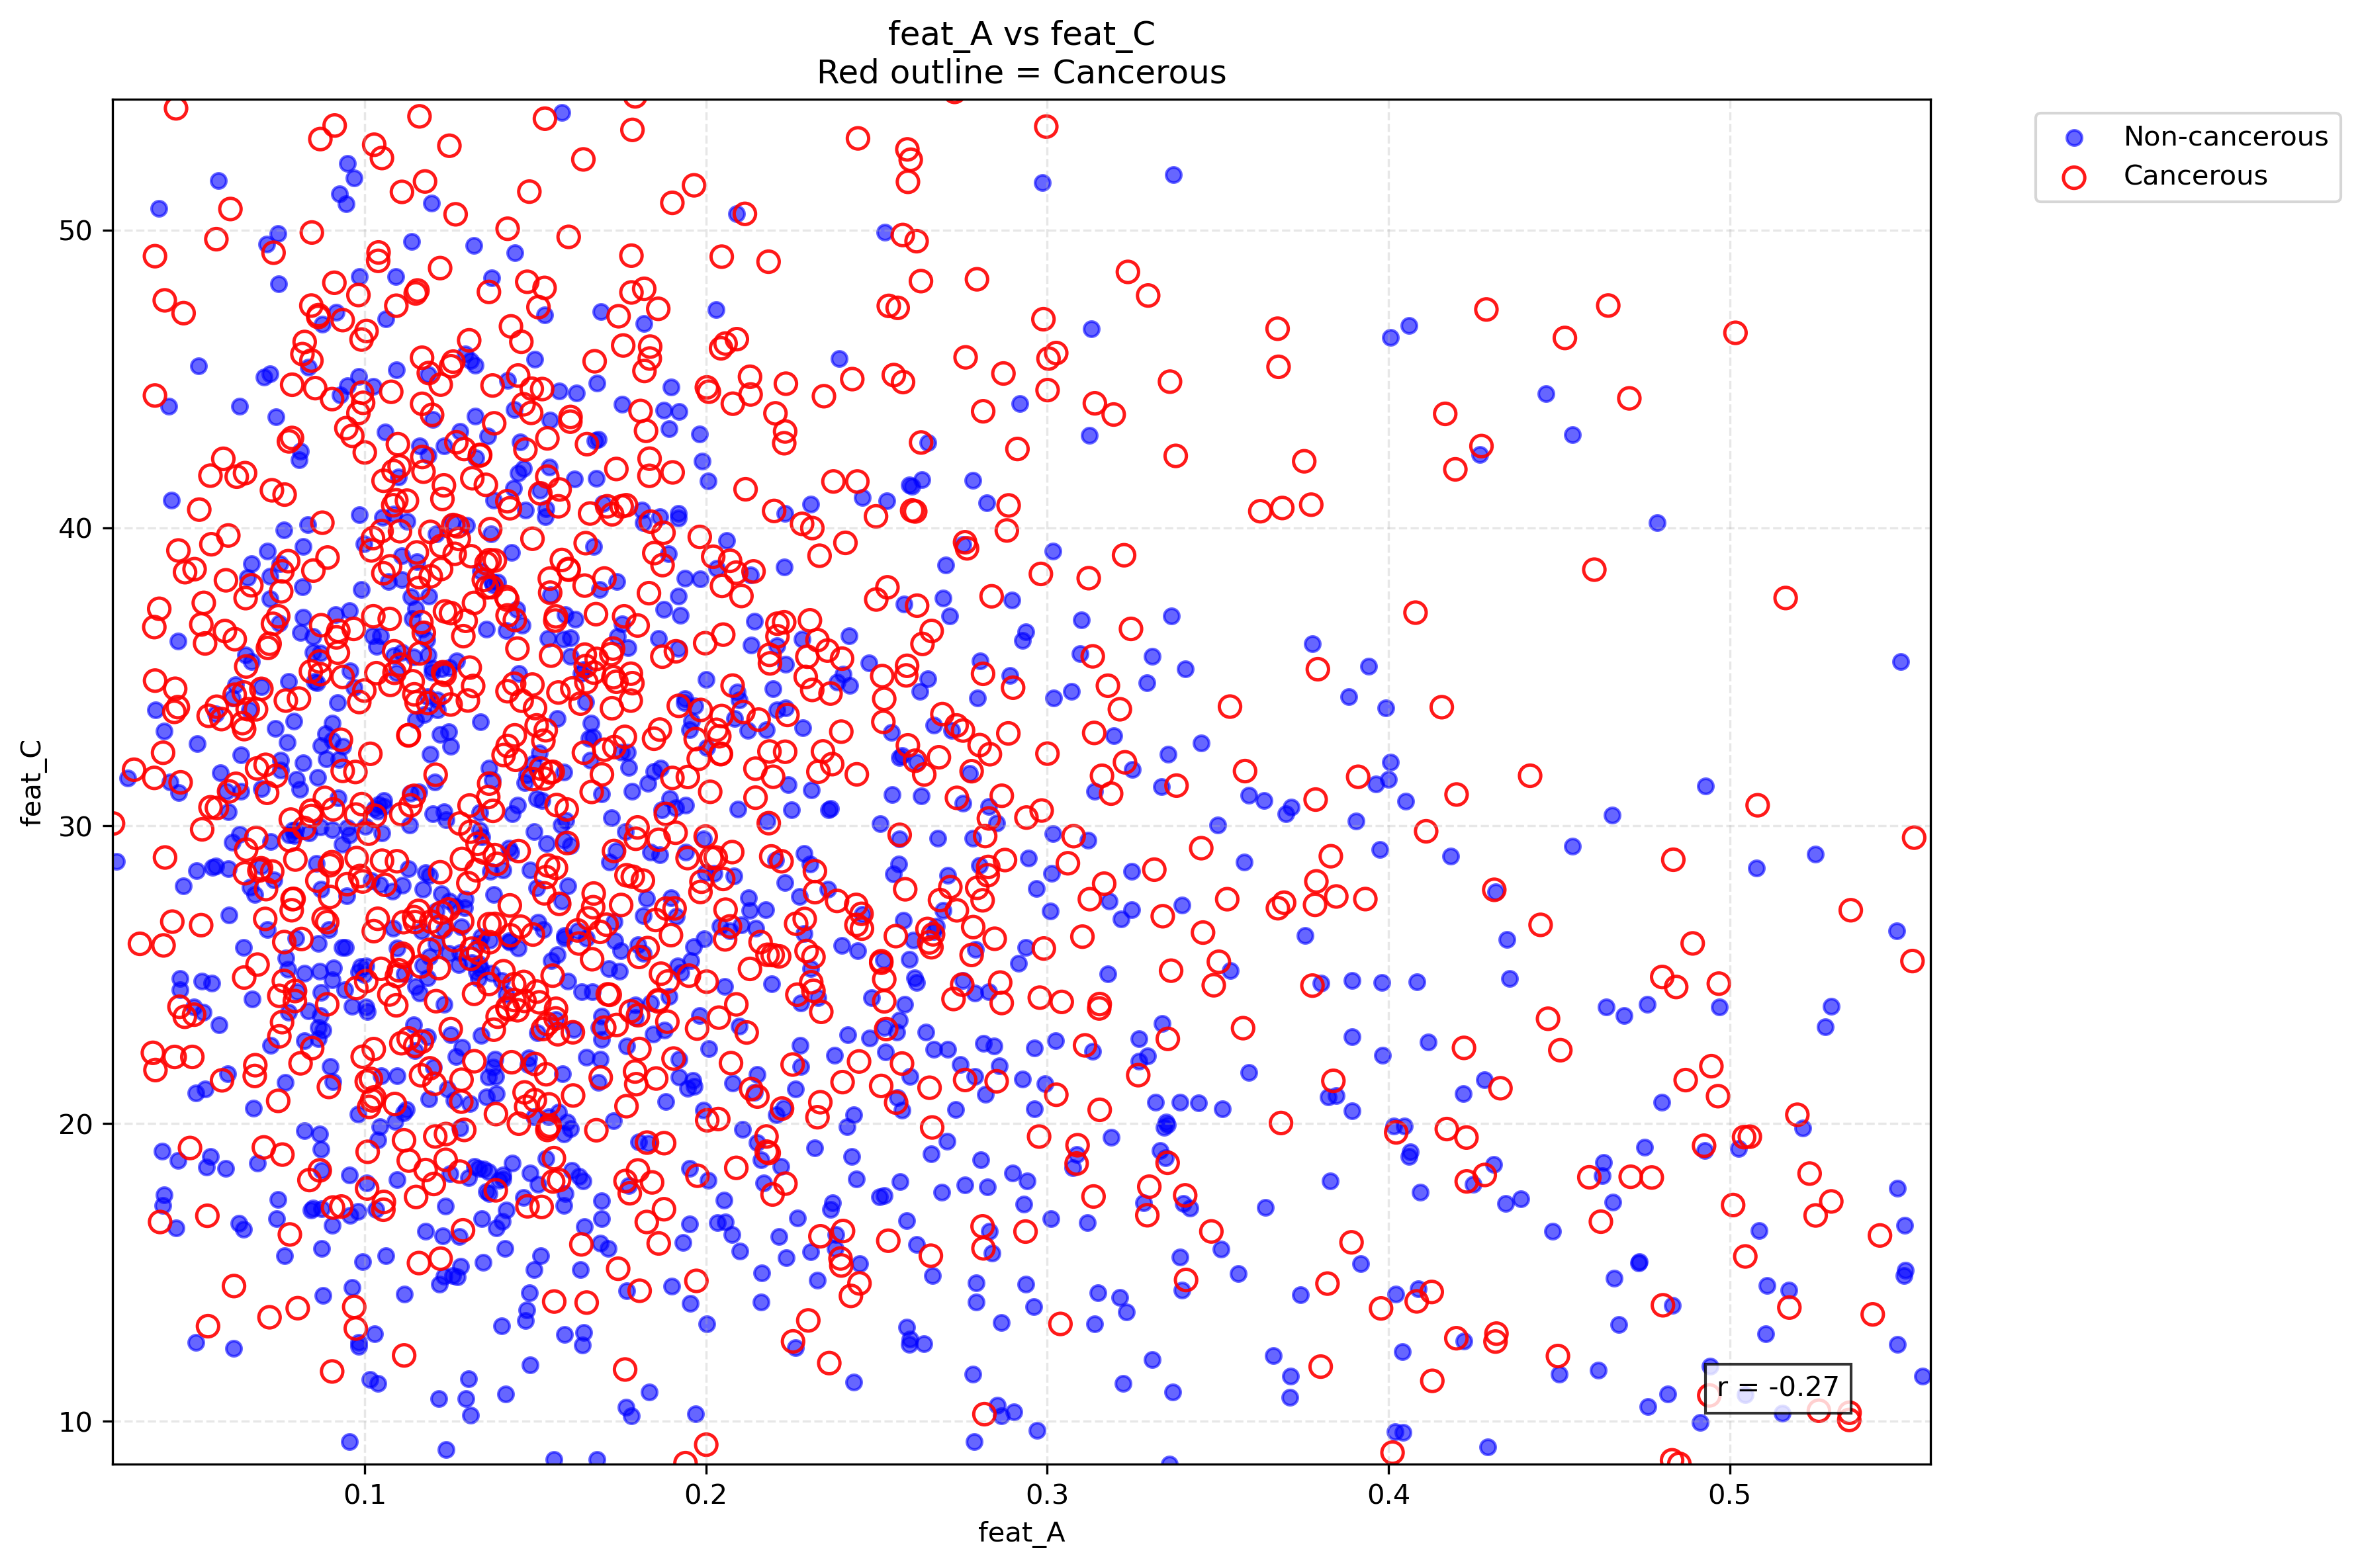 feat_A vs feat_C
Red outline = Cancerous
Non-cancerous
Cancerous
50
40
30
20
10
feat_C
r = -0.27
0.1
0.2
0.3
0.4
0.5
feat_A